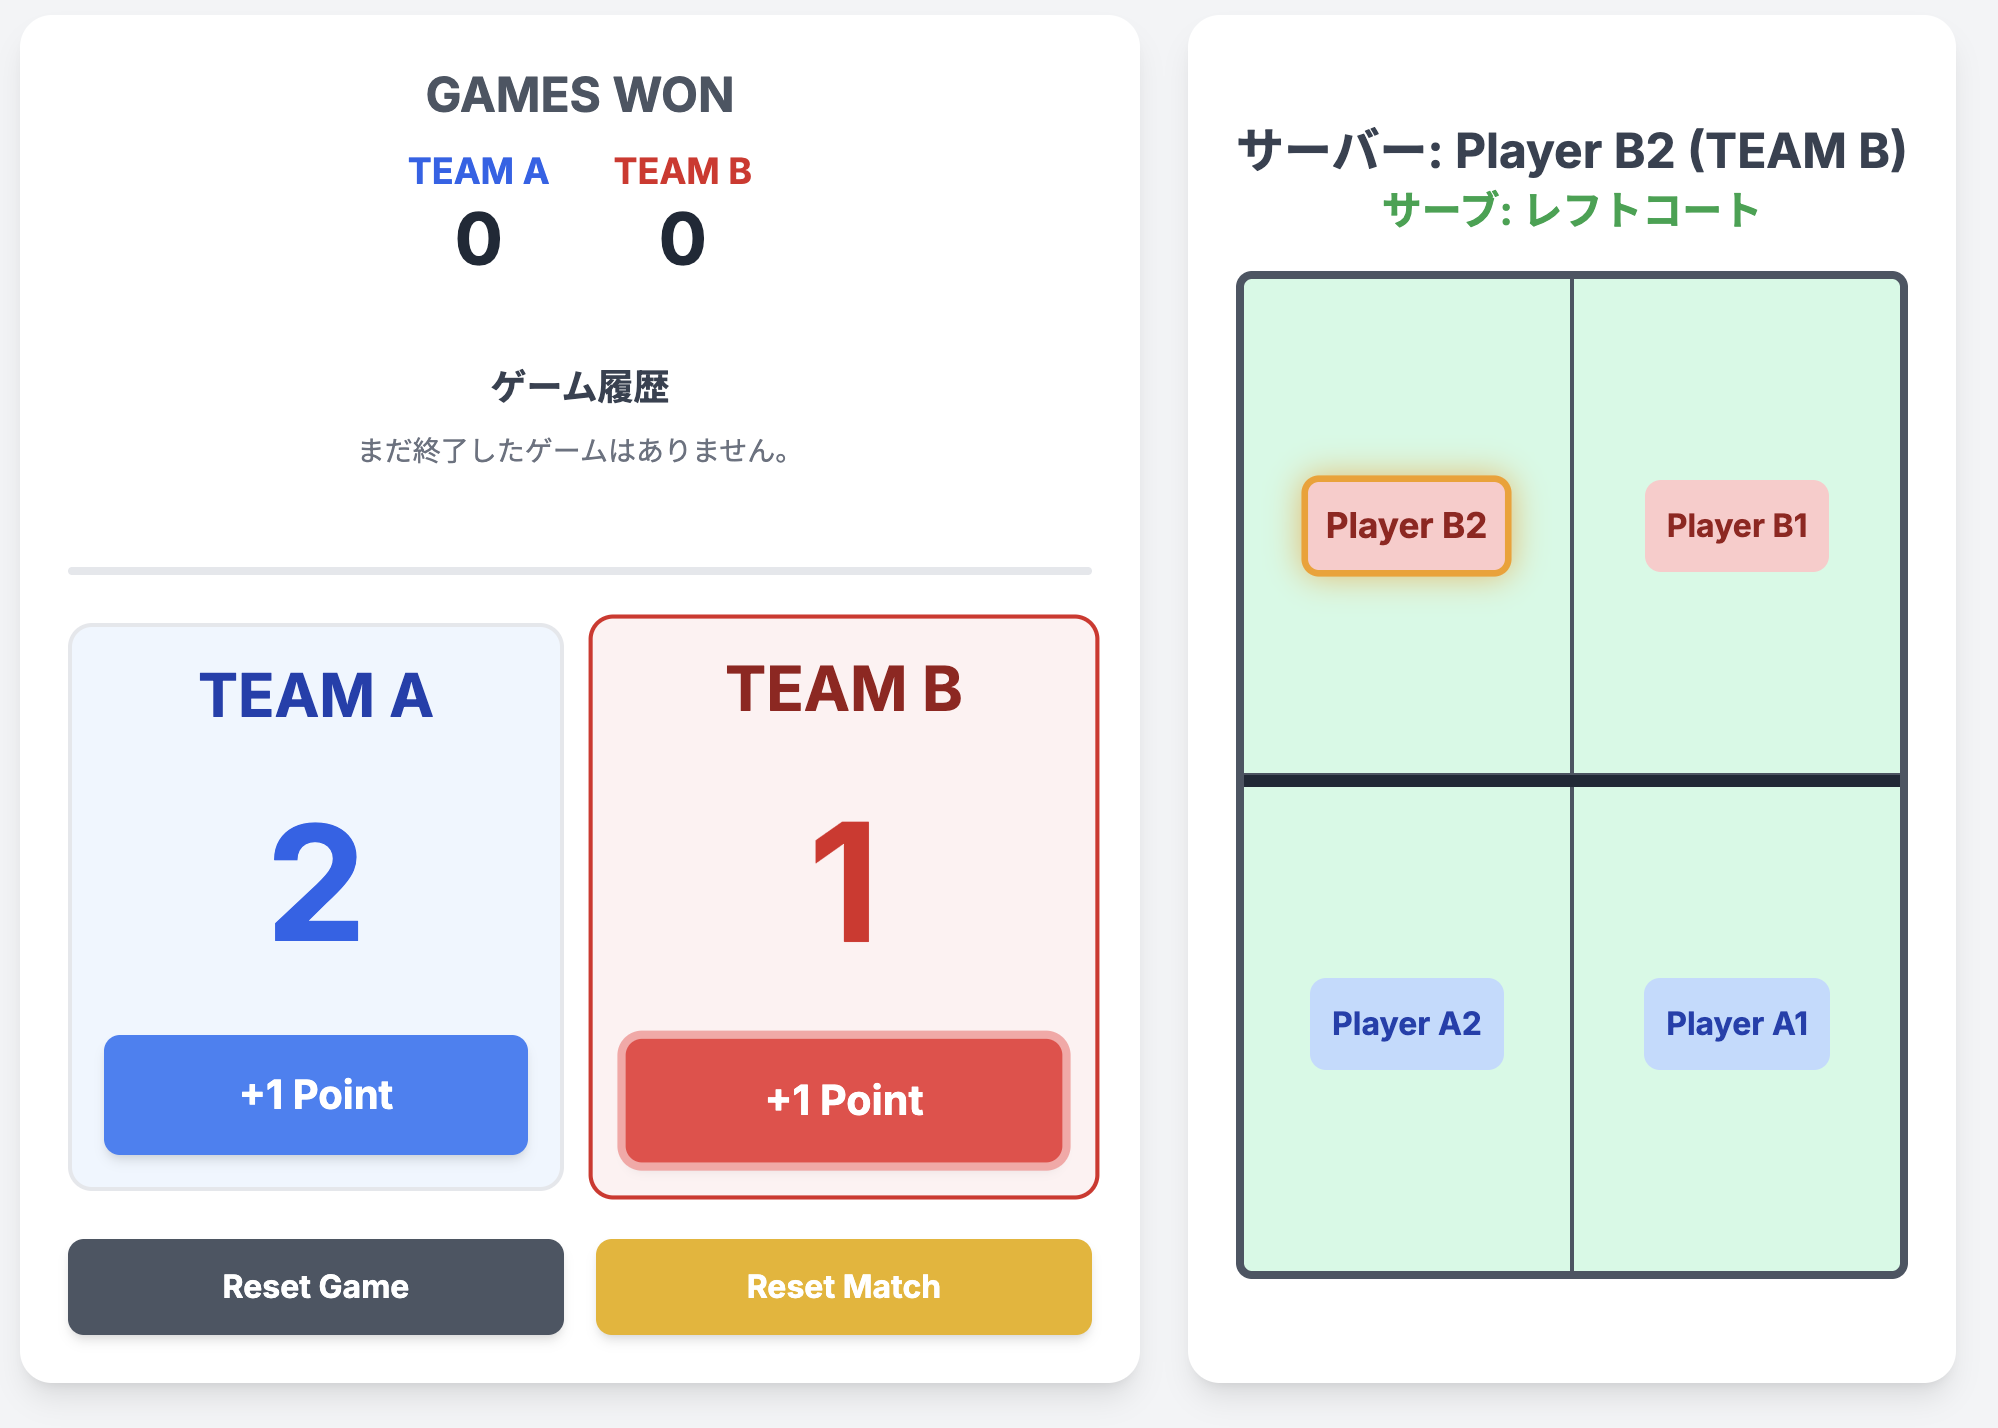 GAMES WON
TEAM A
TEAM B
0
0
ゲーム履歴
まだ終了したゲームはありません。
TEAM A
2
+1 Point
TEAM B
1
+1 Point
Reset Game
Reset Match
サーバー: Player B2 (TEAM B)
サーブ: レフトコート
Player B2
Player B1
Player A2
Player A1